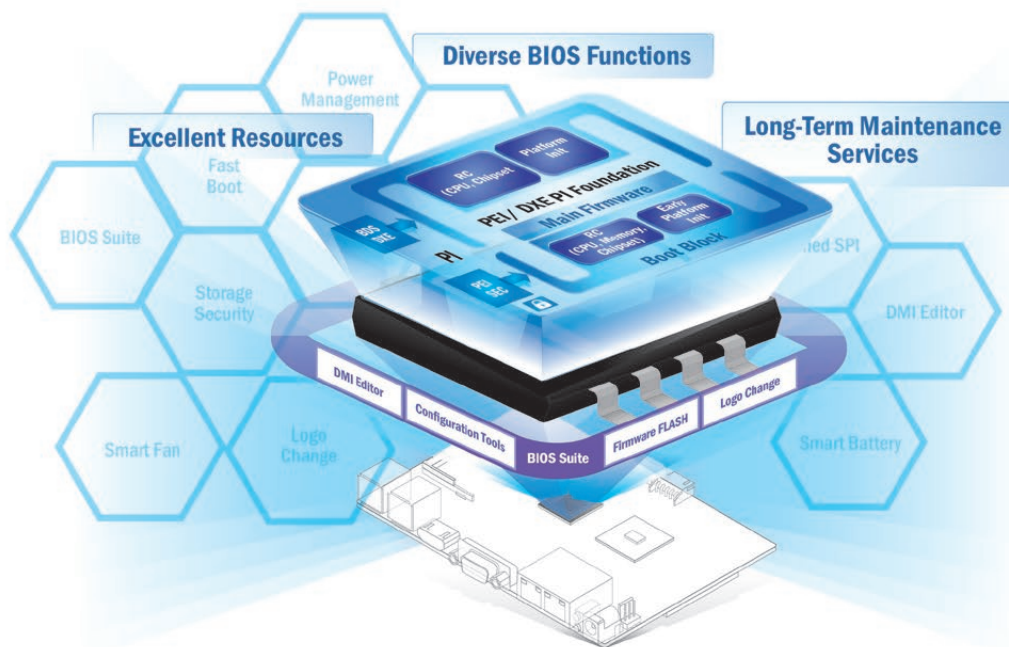 Diverse BIOS Functions
Excellent Resources
Long-Term Maintenance
Services
Power
Management
Fast
Boot
BIOS Suite
Storage
Security
Smart Fan
Logo
Change
SPI
DMI Editor
Smart Battery
RC
(CPU, Chipset
Platform
Init
PEI/ DXE PI Foundation
Main Firmware
BDS
DXE
PI
RC
(CPU, Memory,
Chipset)
Early
Platform
Init.
Boot Block
PEI
SEC
DMI Editor
Configuration Tools
BIOS Suite
Firmware FLASH
Logo Change